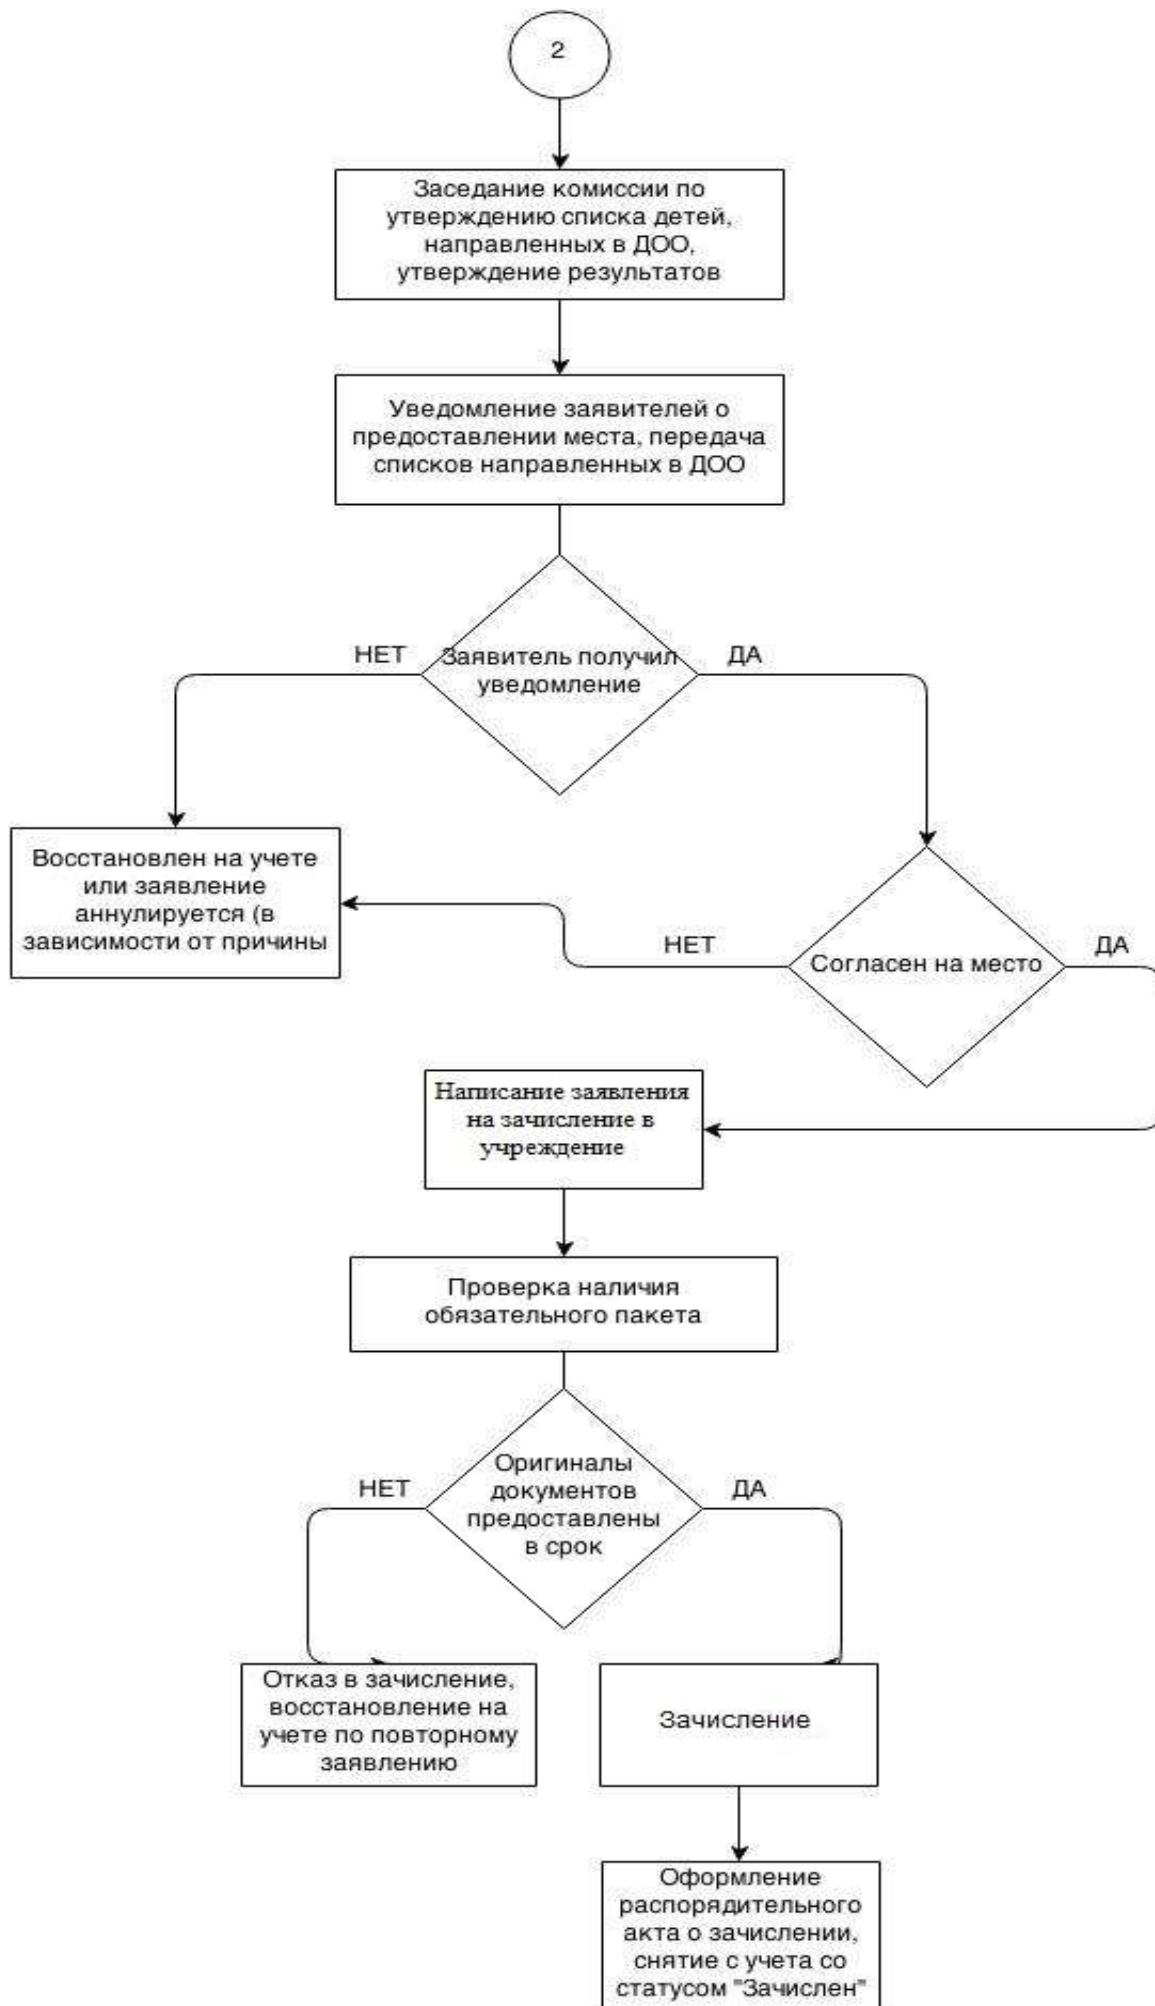 2
Заседание комиссии по
утверждению списка детей,
направленных в ДОО,
утверждение результатов
Уведомление заявителей о
предоставлении места, передача
списков направленных в ДОО
НЕТ
Заявитель получил
уведомление
ДА
Восстановлен на учете
или заявление
аннулируется (в
зависимости от причины
НЕТ
Согласен на место
ДА
Написание заявления
на зачисление в
учреждение
Проверка наличия
обязательного пакета
НЕТ
Оригиналы
документов
предоставлены
в срок
ДА
Отказ в зачисление,
восстановление на
учете по повторному
заявлению
Зачисление
Оформление
распорядительного
акта о зачислении,
снятие с учета со
статусом "Зачислен"